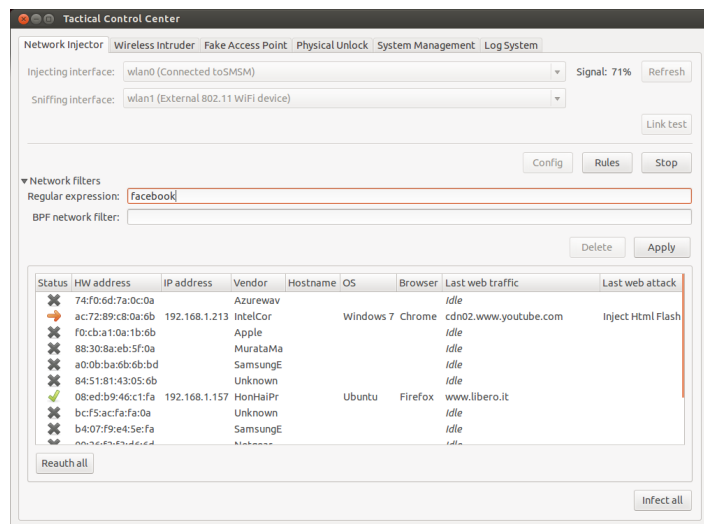 Tactical Control Center
Network Injector Wireless Intruder Fake Access Point Physical Unlock System Management Log System
Injecting interface: wlan0 (Connected toSMSM) Signal: 71% Refresh
Sniffing interface: wlan1 (External 802.11 WiFi device)
Link test
Config Rules Stop
Network filters
Regular expression: facebook
BPF network filter:
Delete Apply
Status HW address IP address Vendor Hostname OS Browser Last web traffic Last web attack
74:f0:6d:7a:0c:0a Azurewav Idle
ac:72:89:c8:0a:6b 192.168.1.213 IntelCor Windows 7 Chrome cdn02.www.youtube.com Inject Html Flash
f0:cb:a1:0a:1b:6b Apple Idle
88:30:8a:eb:5f:0a MurataMa Idle
a0:0b:ba:6b:6b:bd SamsungE Idle
84:51:81:43:05:6b Unknown Idle
08:ed:b9:46:c1:fa 192.168.1.157 HonHaiPr Ubuntu Firefox www.libero.it
bc:f5:ac:fa:fa:0a Unknown Idle
b4:07:f9:e4:5e:fa SamsungE Idle
Netgear Idle
Reauth all
Infect all